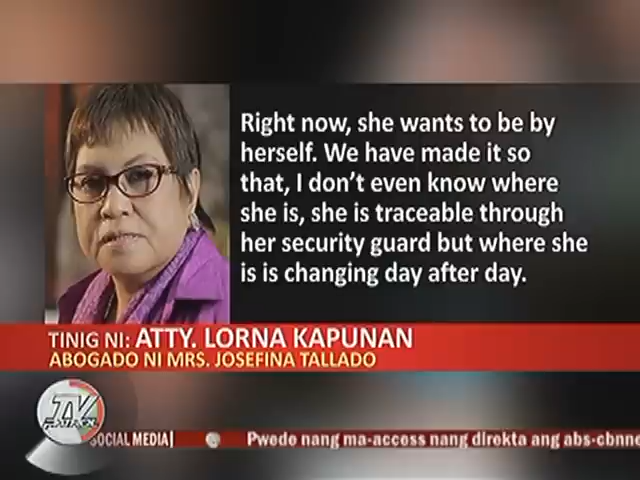 Right now, she wants to be by
herself. We have made it so
that, I don't even know where
she is, she is traceable through
her security guard but where she
is is changing day after day.
TINIG NI: ATTY. LORNA KAPUNAN
ABOGADO NI MRS. JOSEFINA TALLADO
TV
PATROL
SOCIAL MEDIA
Pwede nang ma-access nang direkta ang abs-cbnne